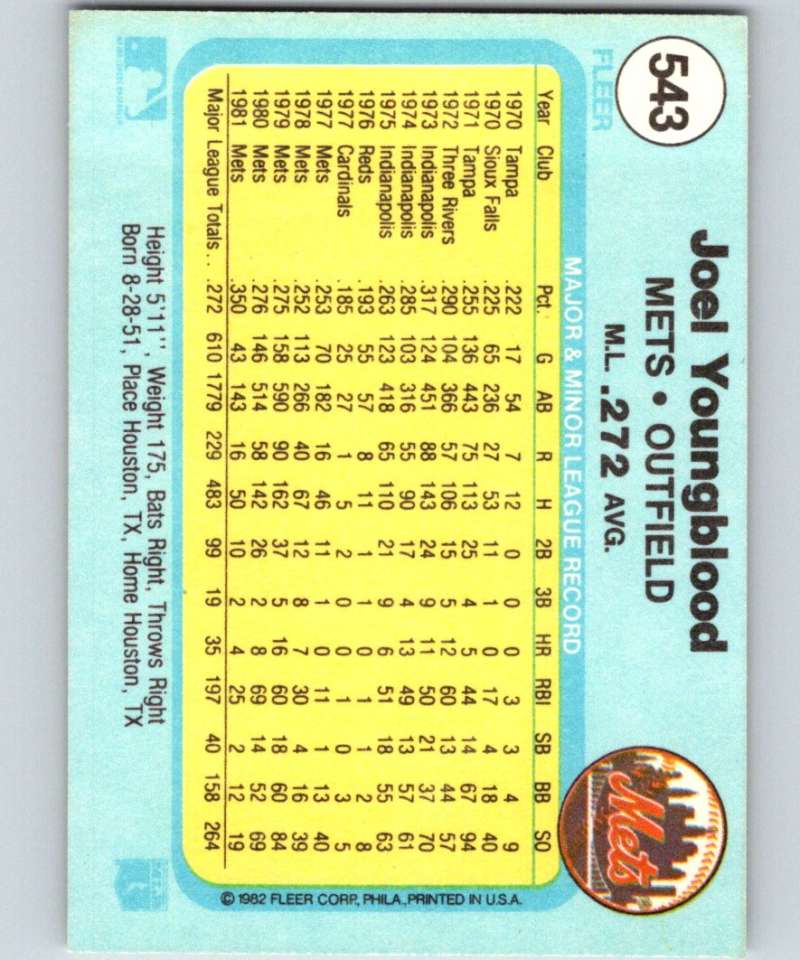 543
FLEER
Joel Youngblood
METS • OUTFIELD
M.L. .272 AVG.
Mets
MAJOR & MINOR LEAGUE RECORD
Year Club Pct. G AB R H 2B 3B HR RBI SB BB SO
1970 Tampa .222 17 54 7 12 0 0 0 3 3 4 9
1970 Sioux Falls .225 65 236 27 53 11 1 0 17 4 18 40
1971 Tampa .255 136 443 75 113 25 4 5 44 14 67 94
1972 Three Rivers .290 104 366 57 106 15 5 12 60 13 44 57
1973 Indianapolis .317 124 451 88 143 24 9 11 50 21 37 70
1974 Indianapolis .285 103 316 55 90 17 4 13 49 13 57 61
1975 Indianapolis .263 123 418 65 110 21 9 6 51 18 55 63
1976 Reds .193 55 57 8 11 1 1 0 1 1 2 8
1977 Cardinals .185 25 27 1 5 2 0 0 1 0 3 5
1977 Mets .253 70 182 16 46 11 1 0 11 1 13 40
1978 Mets .252 113 266 40 67 12 8 7 30 4 16 39
1979 Mets .275 158 590 90 162 37 5 16 60 18 60 84
1980 Mets .276 146 514 58 142 26 2 8 69 14 52 69
1981 Mets .350 43 143 16 50 10 2 4 25 2 12 19
Major League Totals . . .272 610 1779 229 483 99 19 35 197 40 158 264
Height 5'11", Weight 175, Bats Right, Throws Right
Born 8-28-51, Place Houston, TX, Home Houston, TX
© 1982 FLEER CORP., PHILA., PRINTED IN U.S.A.